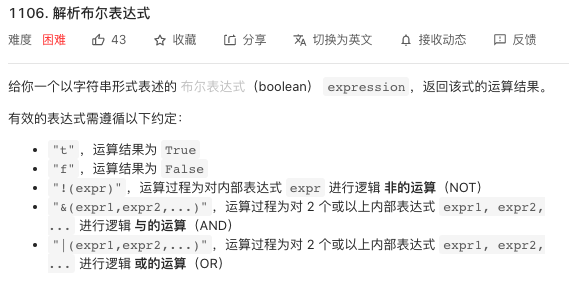 1106. 解析布尔表达式
难度 困难 43 收藏 分享 切换为英文 接收动态 反馈
给你一个以字符串形式表述的 布尔表达式（boolean） expression，返回该式的运算结果。
有效的表达式需遵循以下约定：
"t"，运算结果为 True
"f"，运算结果为 False
"!(expr)"，运算过程为对内部表达式 expr 进行逻辑 非的运算（NOT）
"&(expr1,expr2,...)"，运算过程为对 2 个或以上内部表达式 expr1, expr2,
... 进行逻辑 与的运算（AND）
"|(expr1,expr2,...)"，运算过程为对 2 个或以上内部表达式 expr1, expr2,
... 进行逻辑 或的运算（OR）